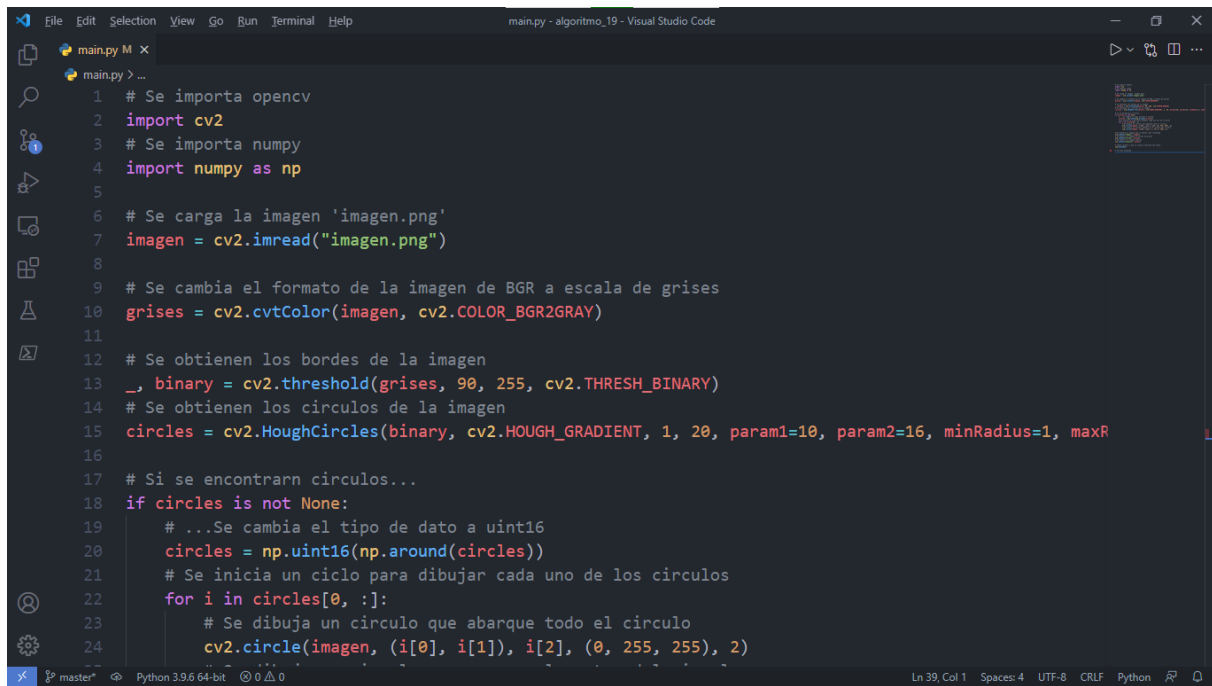 File Edit Selection View Go Run Terminal Help
main.py - algoritmo_19 - Visual Studio Code
main.py M
main.py > ...
1 # Se importa opencv
2 import cv2
3 # Se importa numpy
4 import numpy as np
5
6 # Se carga la imagen 'imagen.png'
7 imagen = cv2.imread("imagen.png")
8
9 # Se cambia el formato de la imagen de BGR a escala de grises
10 grises = cv2.cvtColor(imagen, cv2.COLOR_BGR2GRAY)
11
12 # Se obtienen los bordes de la imagen
13 _, binary = cv2.threshold(grises, 90, 255, cv2.THRESH_BINARY)
14 # Se obtienen los circulos de la imagen
15 circles = cv2.HoughCircles(binary, cv2.HOUGH_GRADIENT, 1, 20, param1=10, param2=16, minRadius=1, maxR
16
17 # Si se encontrarn circulos...
18 if circles is not None:
19 # ...Se cambia el tipo de dato a uint16
20 circles = np.uint16(np.around(circles))
21 # Se inicia un ciclo para dibujar cada uno de los circulos
22 for i in circles[0, :]:
23 # Se dibuja un circulo que abarque todo el circulo
24 cv2.circle(imagen, (i[0], i[1]), i[2], (0, 255, 255), 2)
1
master* Python 3.9.6 64-bit 0 0 Ln 39, Col 1 Spaces: 4 UTF-8 CRLF Python